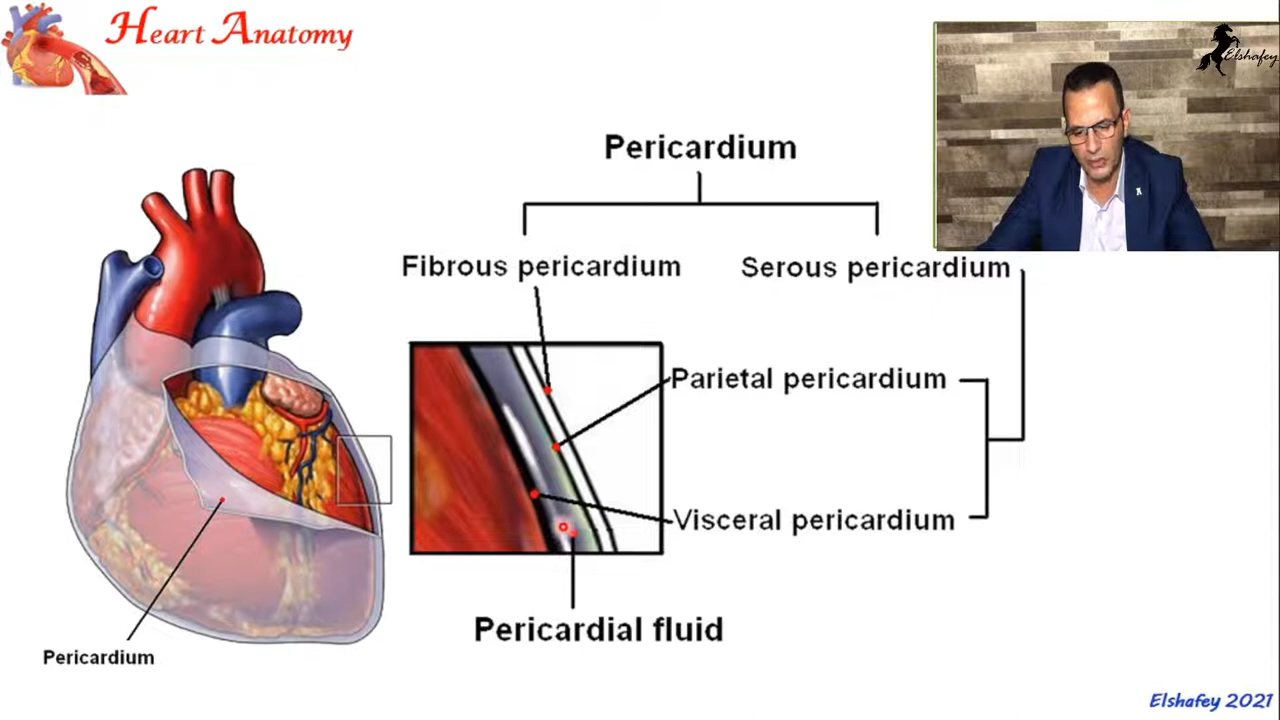 Heart Anatomy
Elshafey
Pericardium
Fibrous pericardium
Serous pericardium
Parietal pericardium
Visceral pericardium
Pericardial fluid
Pericardium
Elshafey 2021